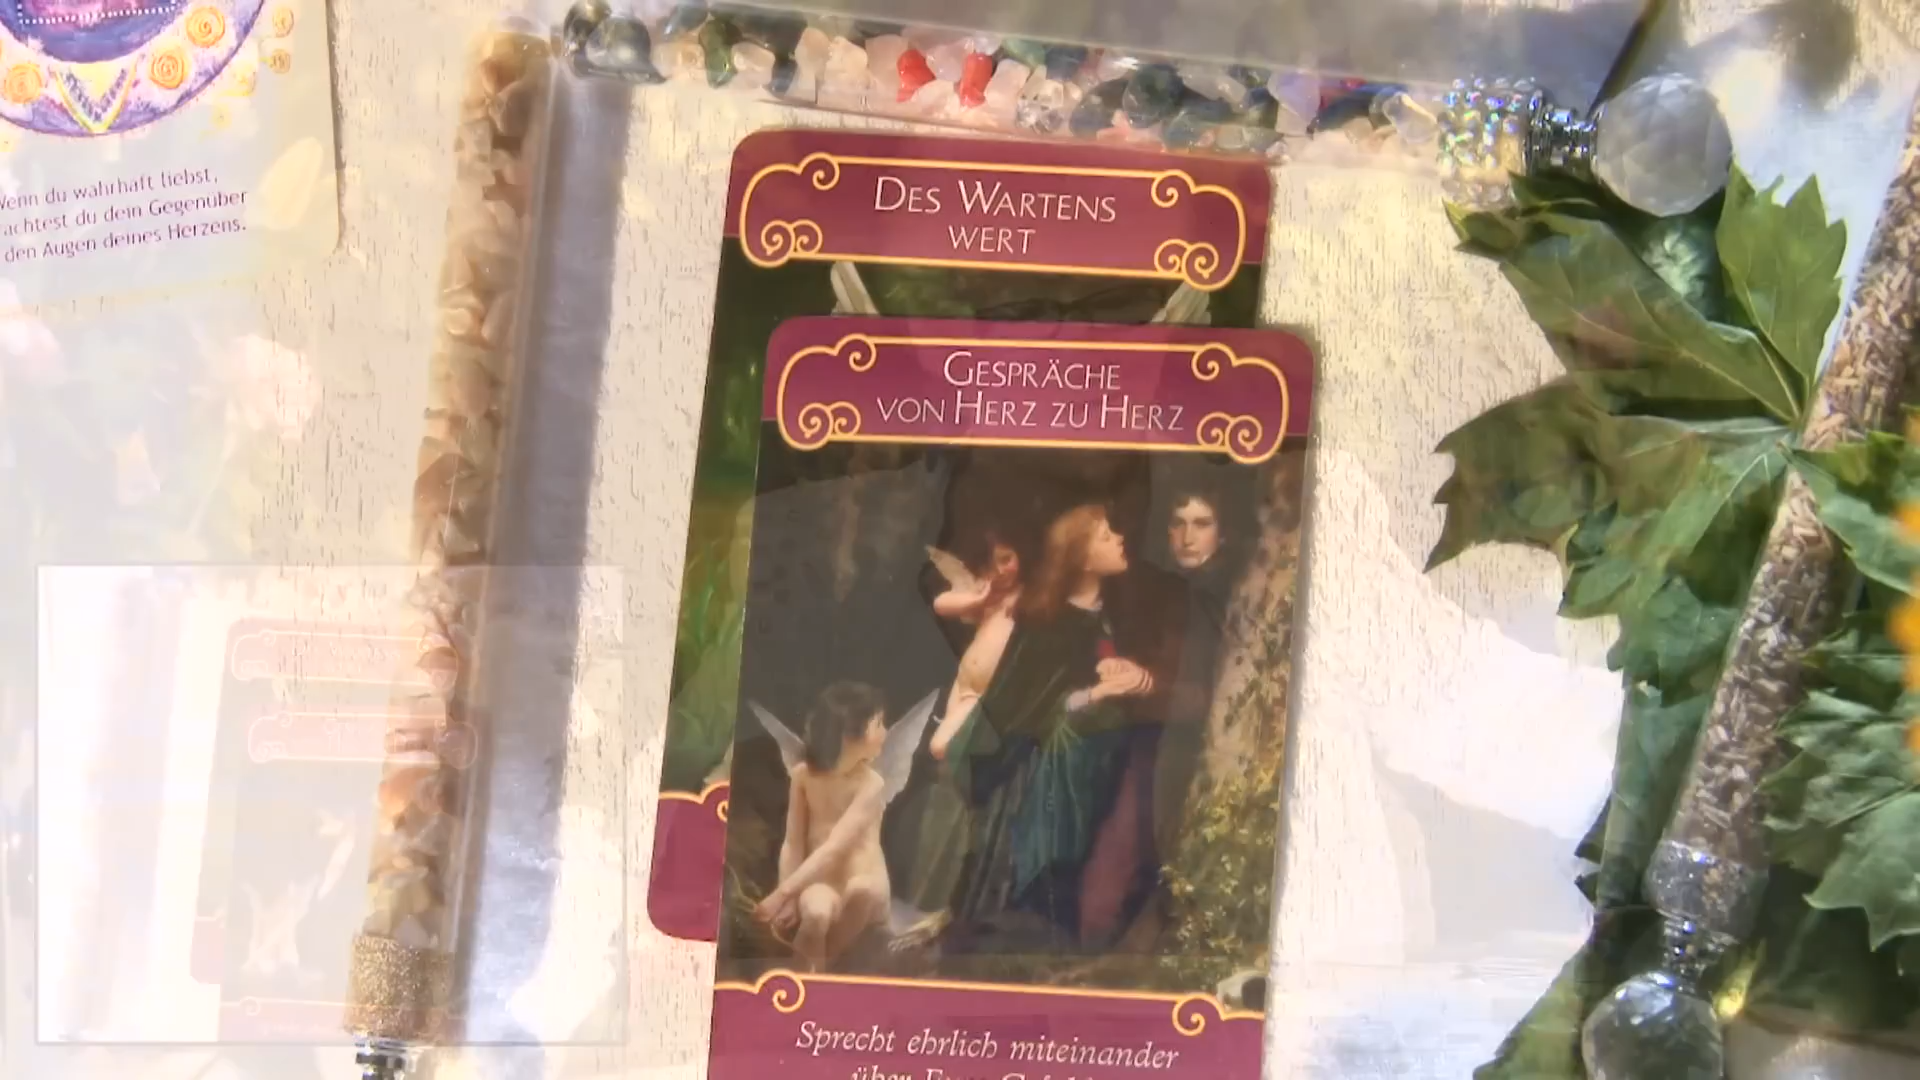 Wenn du wahrhaft liebst,
achtest du dein Gegenüber
den Augen deines Herzens.
DES WARTENS
WERT
GESPRÄCHE
VON HERZ ZU HERZ
Sprecht ehrlich miteinander
über